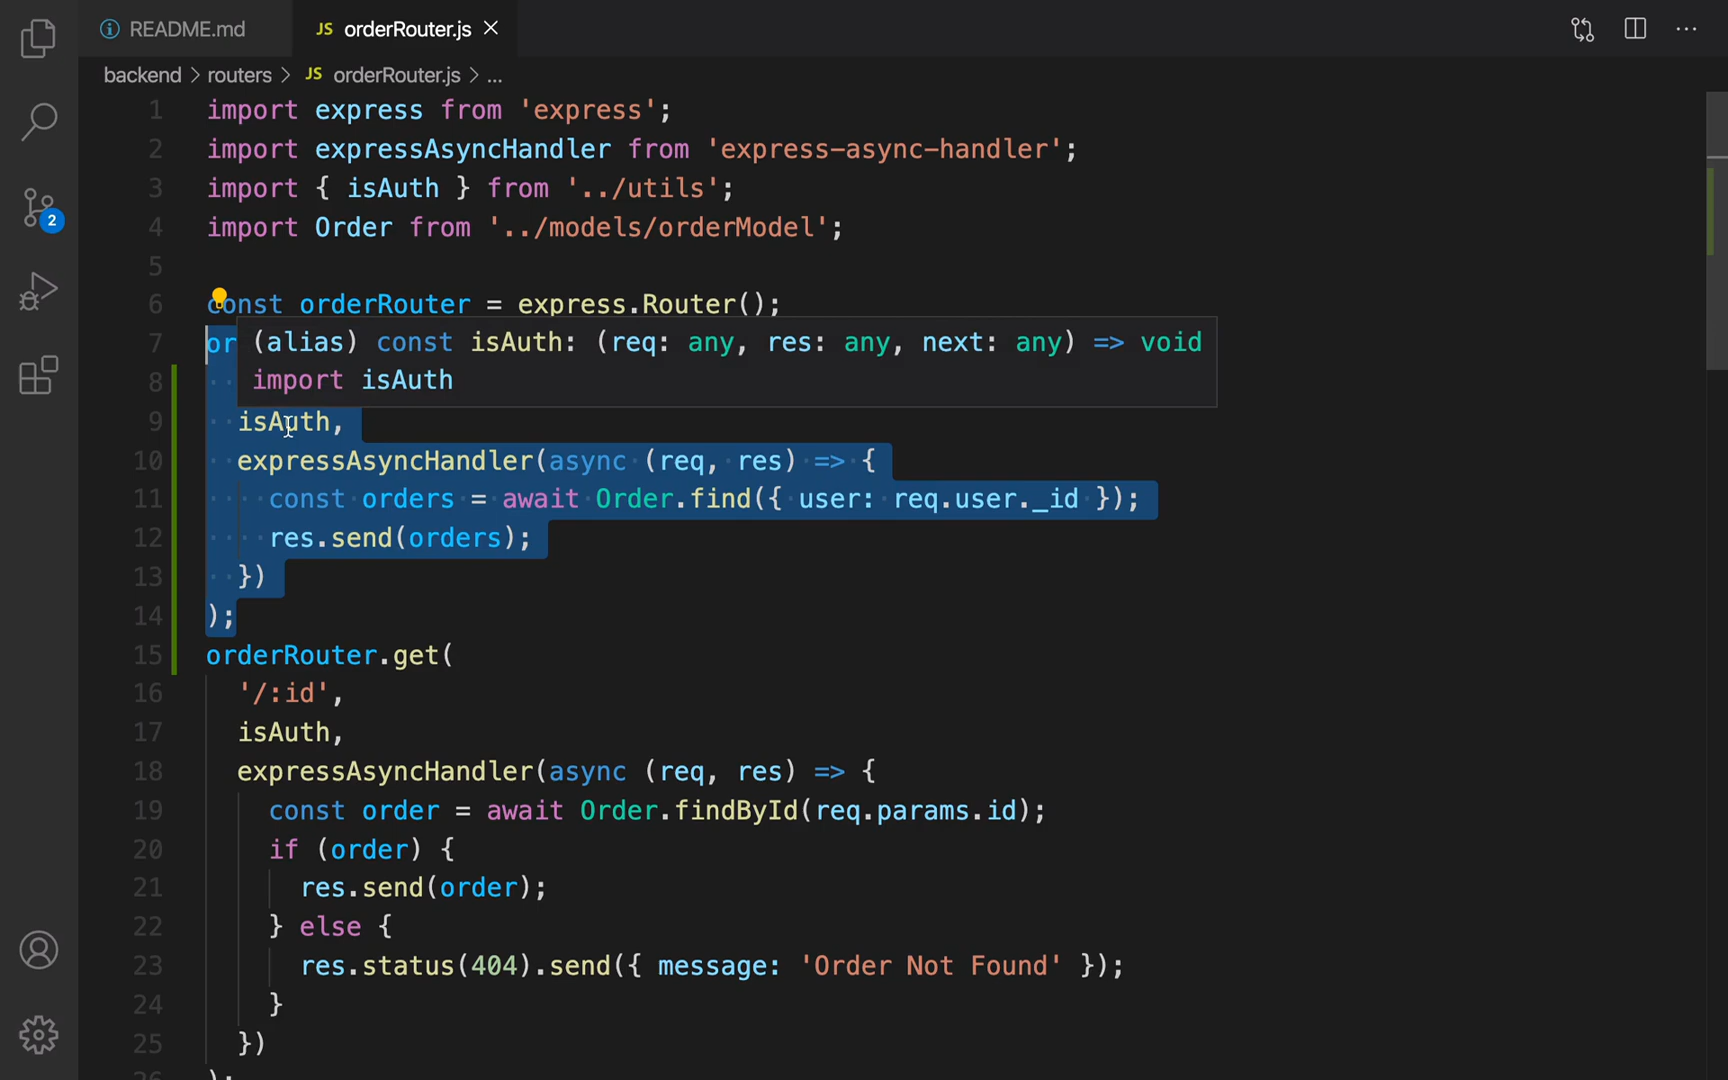 README.md
JS orderRouter.js
backend > routers > JS orderRouter.js > ...
1 import express from 'express';
2 import expressAsyncHandler from 'express-async-handler';
3 import { isAuth } from '../utils';
4 import Order from '../models/orderModel';
5
6 const orderRouter = express.Router();
7 or
(alias) const isAuth: (req: any, res: any, next: any) => void
import isAuth
8
2
9 isAuth,
10 expressAsyncHandler(async (req, res) => {
11 const orders = await Order.find({ user: req.user._id });
12 res.send(orders);
13 })
14 );
15 orderRouter.get(
16 '/:id',
17 isAuth,
18 expressAsyncHandler(async (req, res) => {
19 const order = await Order.findById(req.params.id);
20 if (order) {
21 res.send(order);
22 } else {
23 res.status(404).send({ message: 'Order Not Found' });
24 }
25 })